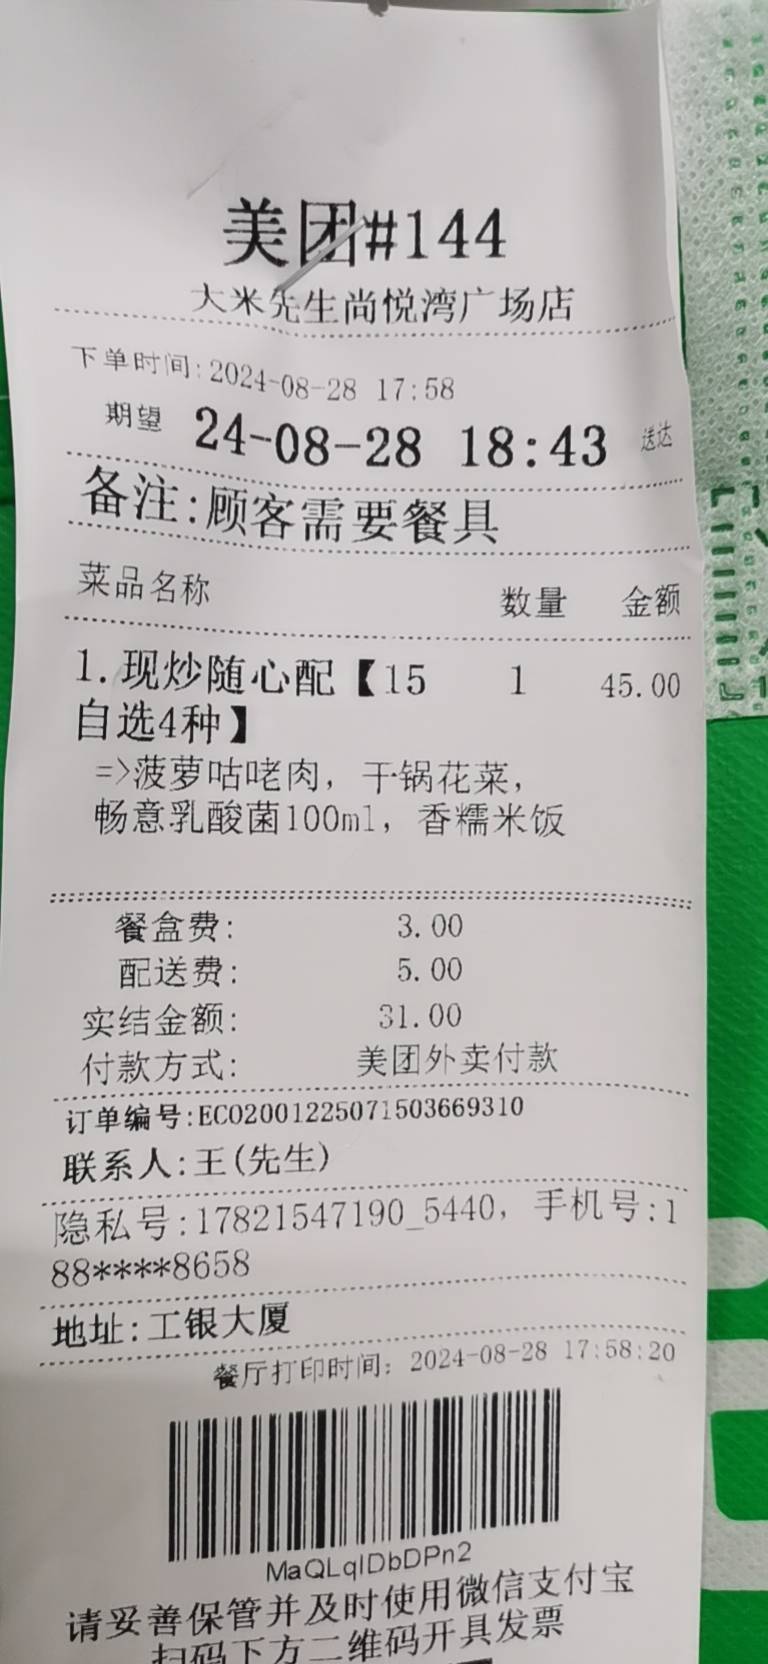 美团#144
大米先生尚悦湾广场店
下单时间:2024-08-28 17:58
期望 24-08-28 18:43 送达
备注:顾客需要餐具
菜品名称 数量 金额
1.现炒随心配【15 1 45.00
自选4种】
=>菠萝咕咾肉，干锅花菜，
畅意乳酸菌100ml，香糯米饭
餐盒费: 3.00
配送费: 5.00
实结金额: 31.00
付款方式: 美团外卖付款
订单编号:ECO2001225071503669310
联系人:王(先生)
隐私号:17821547190_5440，手机号:1
88****8658
地址:工银大厦
餐厅打印时间: 2024-08-28 17:58:20
MaQLqIDbDPn2
请妥善保管并及时使用微信支付宝
扫码下方二维码开具发票